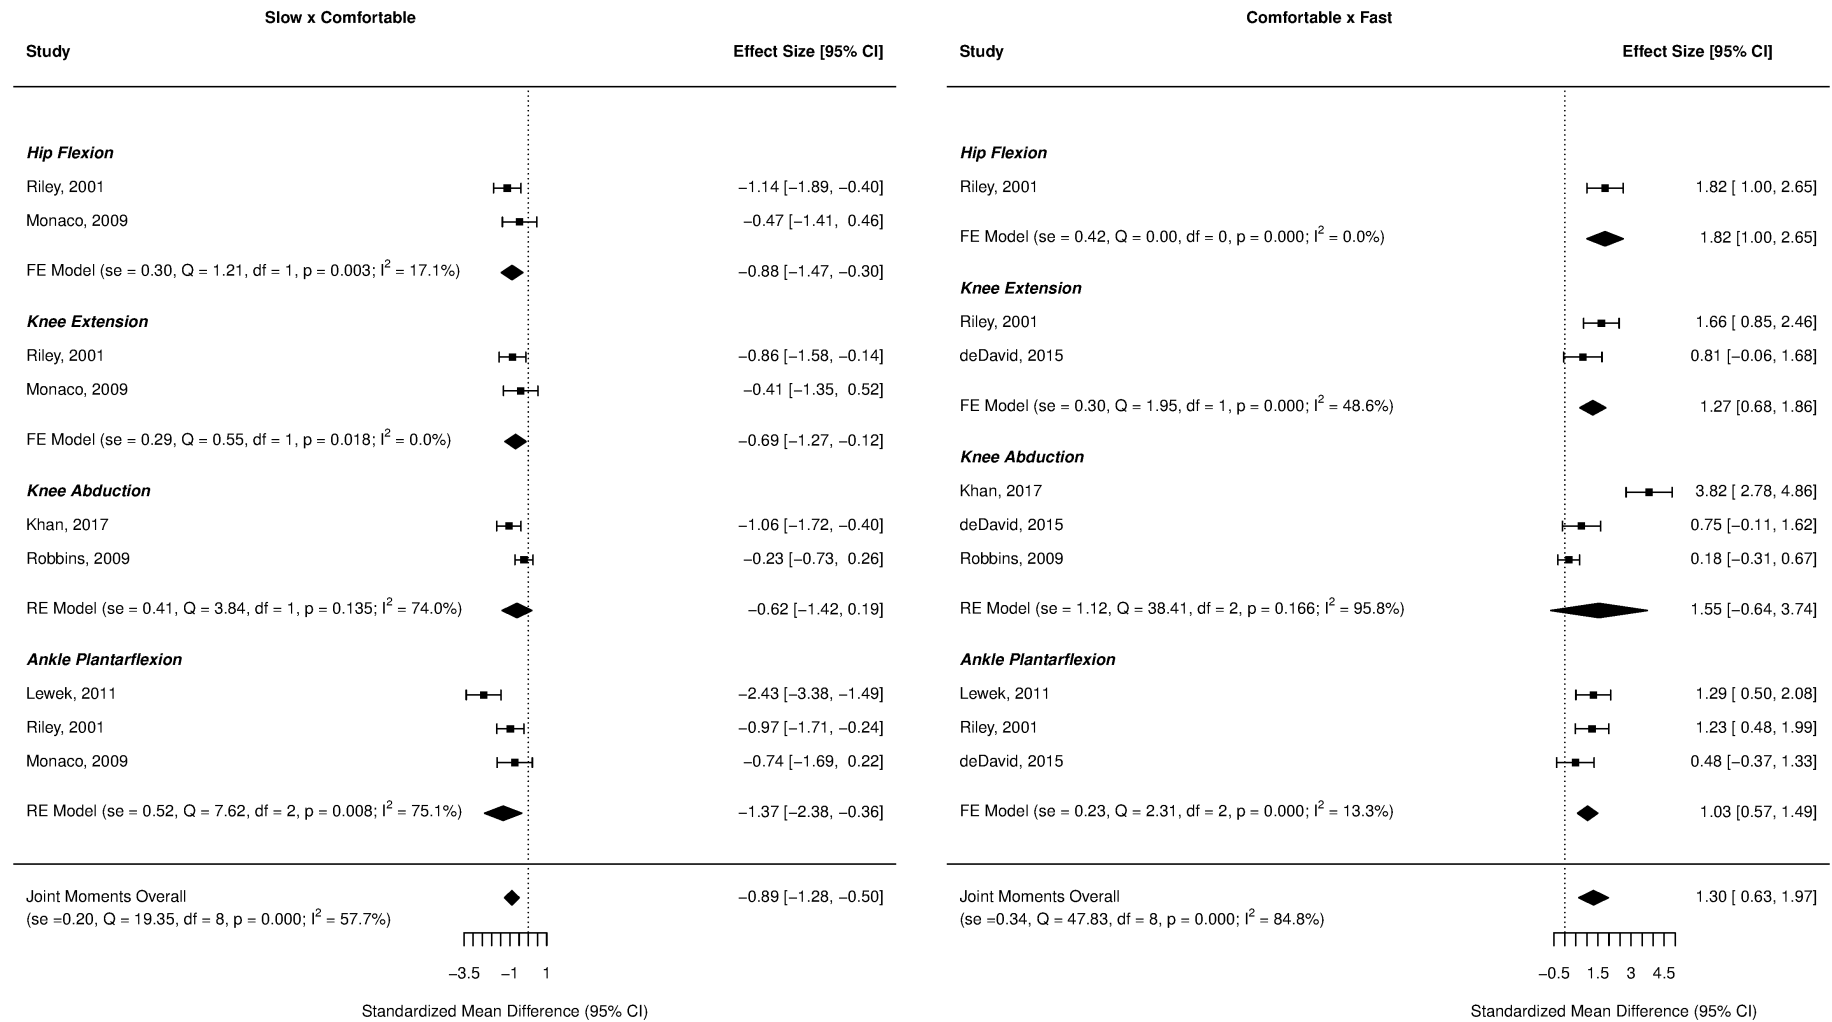 Slow x Comfortable
Study Effect Size [95% CI]
Hip Flexion
Riley, 2001 −1.14 [−1.89, −0.40]
Monaco, 2009 −0.47 [−1.41, 0.46]
FE Model (se = 0.30, Q = 1.21, df = 1, p = 0.003; I² = 17.1%) −0.88 [−1.47, −0.30]
Knee Extension
Riley, 2001 −0.86 [−1.58, −0.14]
Monaco, 2009 −0.41 [−1.35, 0.52]
FE Model (se = 0.29, Q = 0.55, df = 1, p = 0.018; I² = 0.0%) −0.69 [−1.27, −0.12]
Knee Abduction
Khan, 2017 −1.06 [−1.72, −0.40]
Robbins, 2009 −0.23 [−0.73, 0.26]
RE Model (se = 0.41, Q = 3.84, df = 1, p = 0.135; I² = 74.0%) −0.62 [−1.42, 0.19]
Ankle Plantarflexion
Lewek, 2011 −2.43 [−3.38, −1.49]
Riley, 2001 −0.97 [−1.71, −0.24]
Monaco, 2009 −0.74 [−1.69, 0.22]
RE Model (se = 0.52, Q = 7.62, df = 2, p = 0.008; I² = 75.1%) −1.37 [−2.38, −0.36]
Joint Moments Overall −0.89 [−1.28, −0.50]
(se =0.20, Q = 19.35, df = 8, p = 0.000; I² = 57.7%)
−3.5 −1 1
Standardized Mean Difference (95% CI)
Comfortable x Fast
Study Effect Size [95% CI]
Hip Flexion
Riley, 2001 1.82 [ 1.00, 2.65]
FE Model (se = 0.42, Q = 0.00, df = 0, p = 0.000; I² = 0.0%) 1.82 [1.00, 2.65]
Knee Extension
Riley, 2001 1.66 [ 0.85, 2.46]
deDavid, 2015 0.81 [−0.06, 1.68]
FE Model (se = 0.30, Q = 1.95, df = 1, p = 0.000; I² = 48.6%) 1.27 [0.68, 1.86]
Knee Abduction
Khan, 2017 3.82 [ 2.78, 4.86]
deDavid, 2015 0.75 [−0.11, 1.62]
Robbins, 2009 0.18 [−0.31, 0.67]
RE Model (se = 1.12, Q = 38.41, df = 2, p = 0.166; I² = 95.8%) 1.55 [−0.64, 3.74]
Ankle Plantarflexion
Lewek, 2011 1.29 [ 0.50, 2.08]
Riley, 2001 1.23 [ 0.48, 1.99]
deDavid, 2015 0.48 [−0.37, 1.33]
FE Model (se = 0.23, Q = 2.31, df = 2, p = 0.000; I² = 13.3%) 1.03 [0.57, 1.49]
Joint Moments Overall 1.30 [ 0.63, 1.97]
(se =0.34, Q = 47.83, df = 8, p = 0.000; I² = 84.8%)
−0.5 1.5 3 4.5
Standardized Mean Difference (95% CI)